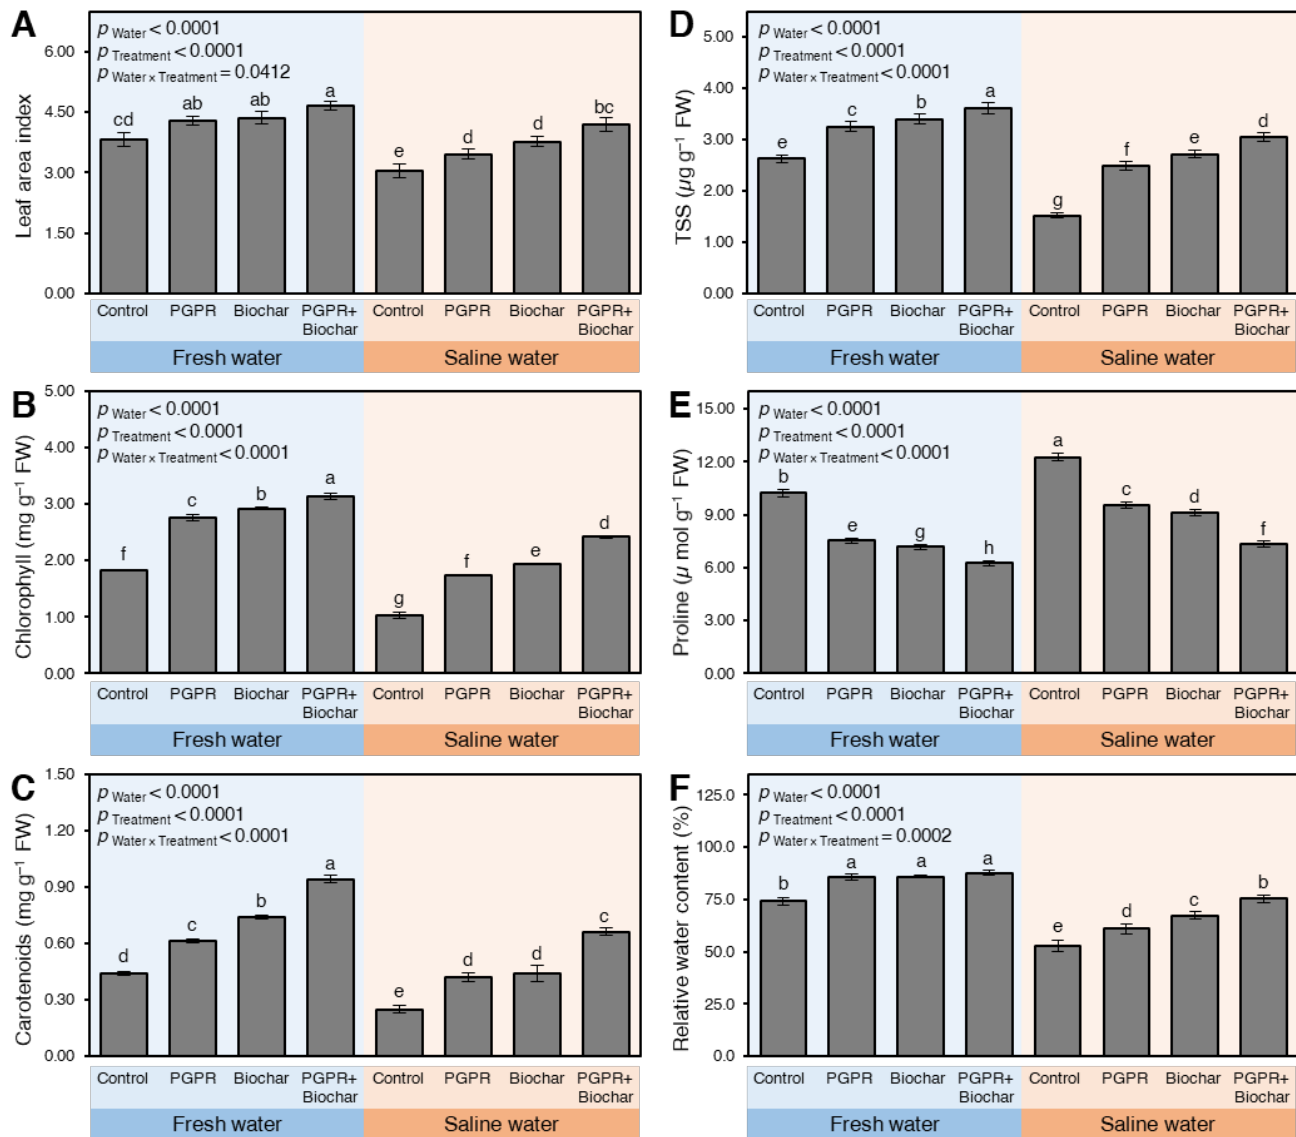 A
p Water < 0.0001
p Treatment < 0.0001
p Water × Treatment = 0.0412
Leaf area index
6.00
4.50
3.00
1.50
0.00
cd
ab
ab
a
e
d
d
bc
Control PGPR Biochar PGPR+ Control PGPR Biochar PGPR+
Biochar Biochar
Fresh water Saline water
B
p Water < 0.0001
p Treatment < 0.0001
p Water × Treatment < 0.0001
Chlorophyll (mg g⁻¹ FW)
5.00
4.00
3.00
2.00
1.00
0.00
f
c
b
a
g
f
e
d
Control PGPR Biochar PGPR+ Control PGPR Biochar PGPR+
Biochar Biochar
Fresh water Saline water
C
p Water < 0.0001
p Treatment < 0.0001
p Water × Treatment < 0.0001
Carotenoids (mg g⁻¹ FW)
1.50
1.20
0.90
0.60
0.30
0.00
d
c
b
a
e
d
d
c
Control PGPR Biochar PGPR+ Control PGPR Biochar PGPR+
Biochar Biochar
Fresh water Saline water
D
p Water < 0.0001
p Treatment < 0.0001
p Water × Treatment < 0.0001
TSS (µg g⁻¹ FW)
5.00
4.00
3.00
2.00
1.00
0.00
e
c
b
a
g
f
e
d
Control PGPR Biochar PGPR+ Control PGPR Biochar PGPR+
Biochar Biochar
Fresh water Saline water
E
p Water < 0.0001
p Treatment < 0.0001
p Water × Treatment < 0.0001
Proline (µ mol g⁻¹ FW)
15.00
12.00
9.00
6.00
3.00
0.00
b
e
g
h
a
c
d
f
Control PGPR Biochar PGPR+ Control PGPR Biochar PGPR+
Biochar Biochar
Fresh water Saline water
F
p Water < 0.0001
p Treatment < 0.0001
p Water × Treatment = 0.0002
Relative water content (%)
125.0
100.0
75.0
50.0
25.0
0.0
b
a
a
a
e
d
c
b
Control PGPR Biochar PGPR+ Control PGPR Biochar PGPR+
Biochar Biochar
Fresh water Saline water